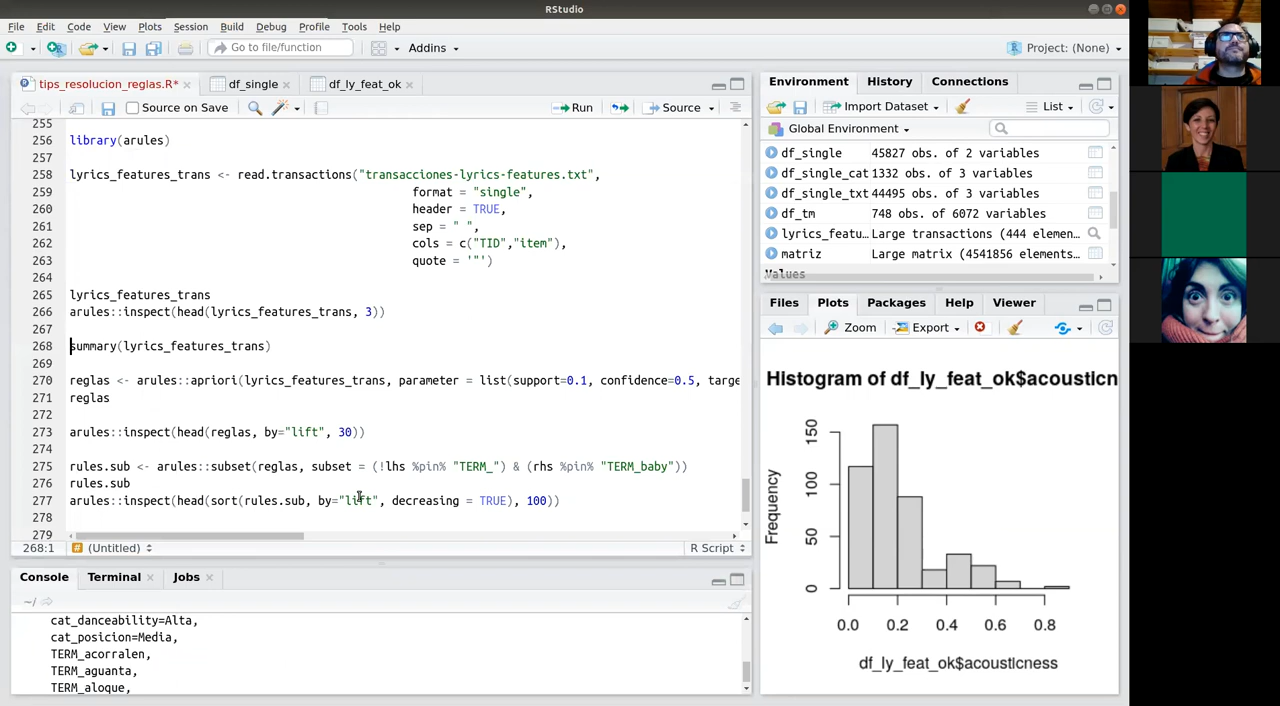 RStudio
File Edit Code View Plots Session Build Debug Profile Tools Help
Go to file/function Addins Project: (None)
tips_resolucion_reglas.R* df_single df_ly_feat_ok
Source on Save Run Source
255
256 library(arules)
257
258 lyrics_features_trans <- read.transactions("transacciones-lyrics-features.txt",
259 format = "single",
260 header = TRUE,
261 sep = " ",
262 cols = c("TID","item"),
263 quote = '"')
264
265 lyrics_features_trans
266 arules::inspect(head(lyrics_features_trans, 3))
267
268 summary(lyrics_features_trans)
269
270 reglas <- arules::apriori(lyrics_features_trans, parameter = list(support=0.1, confidence=0.5, targe
271 reglas
272
273 arules::inspect(head(reglas, by="lift", 30))
274
275 rules.sub <- arules::subset(reglas, subset = (!lhs %pin% "TERM_") & (rhs %pin% "TERM_baby"))
276 rules.sub
277 arules::inspect(head(sort(rules.sub, by="lift", decreasing = TRUE), 100))
278
279
268:1 (Untitled) R Script
Console Terminal Jobs
~/
cat_danceability=Alta,
cat_posicion=Media,
TERM_acorralen,
TERM_aguanta,
TERM_aloque,
Environment History Connections
Import Dataset List
Global Environment
df_single 45827 obs. of 2 variables
df_single_cat 1332 obs. of 3 variables
df_single_txt 44495 obs. of 3 variables
df_tm 748 obs. of 6072 variables
lyrics_featu… Large transactions (444 elemen…
matriz Large matrix (4541856 elements…
Values
Files Plots Packages Help Viewer
Zoom Export
Histogram of df_ly_feat_ok$acousticn
Frequency
150
100
50
0
0.0 0.2 0.4 0.6 0.8
df_ly_feat_ok$acousticness